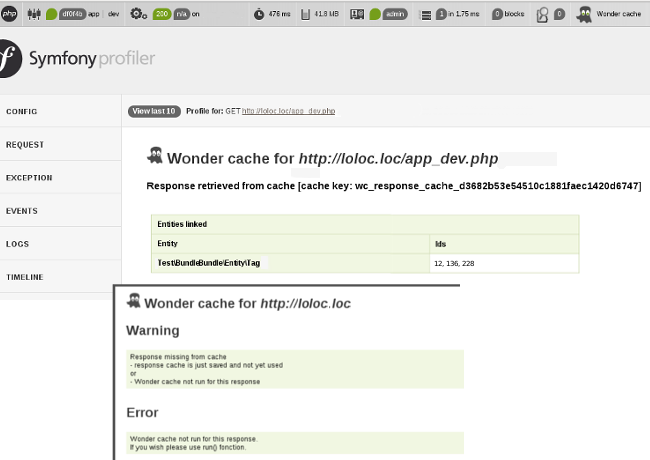 php df0f4b app dev 200 n/a on 476 ms 41.8 MB admin 1 in 1.75 ms 0 blocks 0 Wonder cache
Symfony profiler
View last 10 Profile for: GET http://loloc.loc/app_dev.php
CONFIG
REQUEST
EXCEPTION
EVENTS
LOGS
TIMELINE
Wonder cache for http://loloc.loc/app_dev.php
Response retrieved from cache [cache key: wc_response_cache_d3682b53e54510c1881faec1420d6747]
Entities linked
Entity Ids
Test\BundleBundle\Entity\Tag 12, 136, 228
Wonder cache for http://loloc.loc
Warning
Response missing from cache
- response cache is just saved and not yet used
or
- Wonder cache not run for this response
Error
Wonder cache not run for this response.
If you wish please use run() fonction.